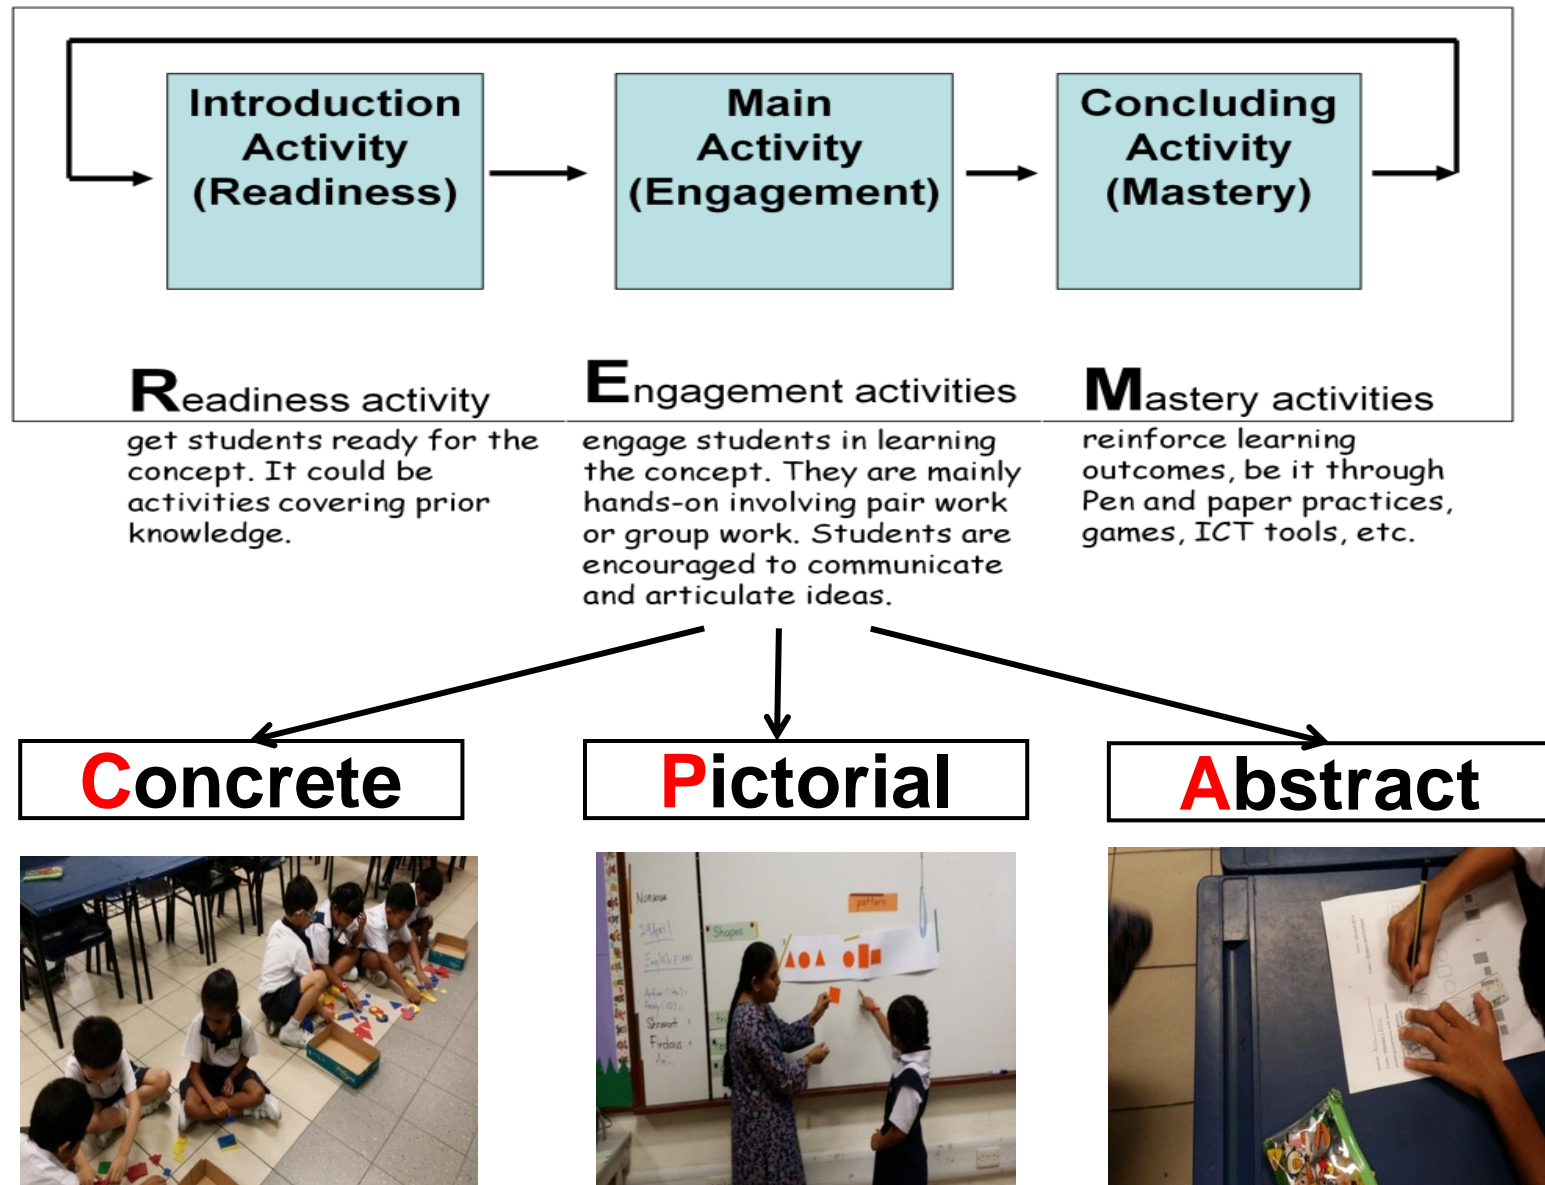 Introduction
Activity
(Readiness)
Main
Activity
(Engagement)
Concluding
Activity
(Mastery)
Readiness activity
get students ready for the
concept. It could be
activities covering prior
knowledge.
Engagement activities
engage students in learning
the concept. They are mainly
hands-on involving pair work
or group work. Students are
encouraged to communicate
and articulate ideas.
Mastery activities
reinforce learning
outcomes, be it through
Pen and paper practices,
games, ICT tools, etc.
Concrete
Pictorial
Abstract
pattern
Shapes